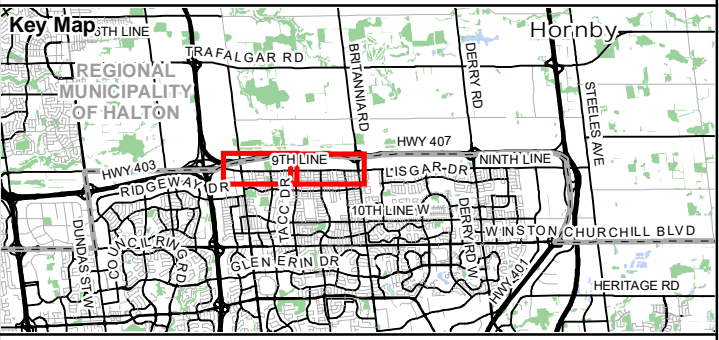 Key Map
5TH LINE
Hornby
TRAFALGAR RD
REGIONAL
MUNICIPALITY
OF HALTON
BRITANNIA RD
DERRY RD
STEELES AVE
HWY 407
HWY 403
9TH LINE
NINTH LINE
LISGAR DR
RIDGEWAY DR
TACC DR
10TH LINE W
DUNDAS ST W
COUNCIL RING RD
DERRY RD W
WINSTON CHURCHILL BLVD
GLEN ERIN DR
HWY 401
HERITAGE RD